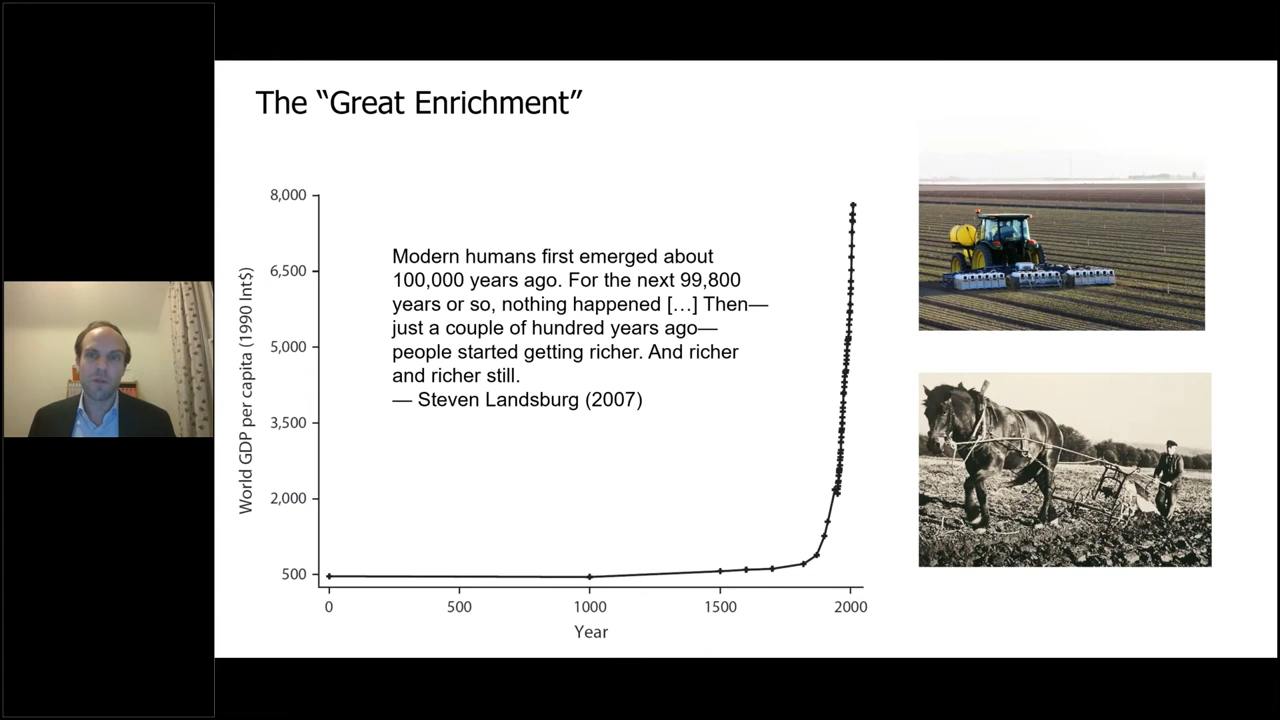 The “Great Enrichment”
8,000
6,500
5,000
3,500
2,000
500
World GDP per capita (1990 Int$)
Modern humans first emerged about
100,000 years ago. For the next 99,800
years or so, nothing happened […] Then—
just a couple of hundred years ago—
people started getting richer. And richer
and richer still.
— Steven Landsburg (2007)
0
500
1000
1500
2000
Year